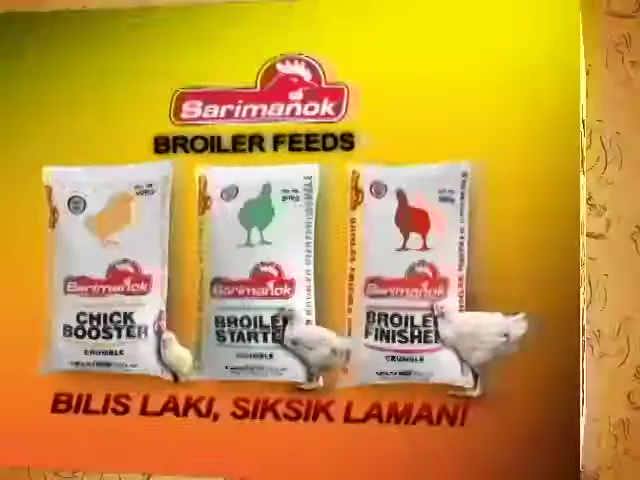 Sarimanok
BROILER FEEDS
Sarimanok
CHICK
BOOSTER
CRUMBLE
Sarimanok
BROILER
STARTER
CRUMBLE
Sarimanok
BROILER
FINISHER
CRUMBLE
BILIS LAKI, SIKSIK LAMAN!